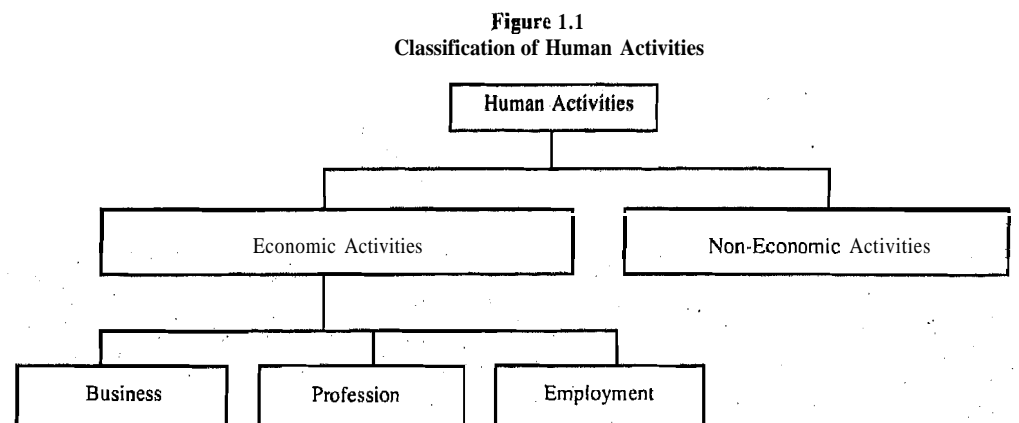 Figure 1.1
Classification of Human Activities
Human Activities
Economic Activities
Non-Economic Activities
Business
Profession
Employment